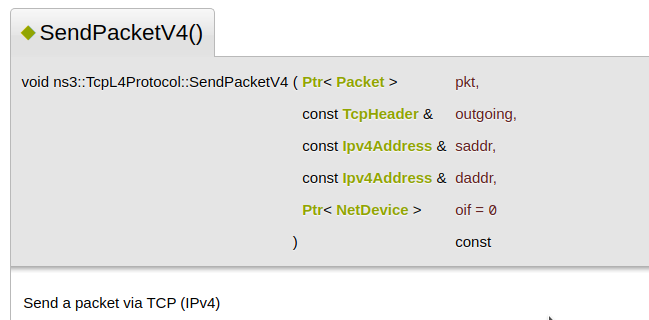 SendPacketV4()
void ns3::TcpL4Protocol::SendPacketV4 ( Ptr< Packet > pkt,
const TcpHeader & outgoing,
const Ipv4Address & saddr,
const Ipv4Address & daddr,
Ptr< NetDevice > oif = 0
) const
Send a packet via TCP (IPv4)